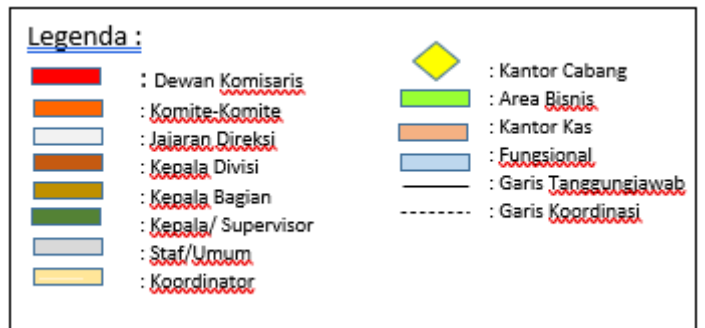 Legenda :
: Dewan Komisaris
: Komite-Komite
: Jajaran Direksi
: Kepala Divisi
: Kepala Bagian
: Kepala/ Supervisor
: Staf/Umum
: Koordinator
: Kantor Cabang
: Area Bisnis
: Kantor Kas
: Fungsional
: Garis Tanggungjawab
: Garis Koordinasi